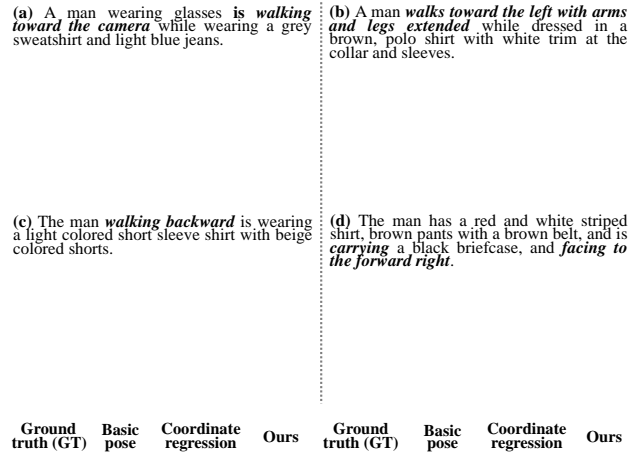 (a) A man wearing glasses is walking
toward the camera while wearing a grey
sweatshirt and light blue jeans.
(b) A man walks toward the left with arms
and legs extended while dressed in a
brown, polo shirt with white trim at the
collar and sleeves.
(c) The man walking backward is wearing
a light colored short sleeve shirt with beige
colored shorts.
(d) The man has a red and white striped
shirt, brown pants with a brown belt, and is
carrying a black briefcase, and facing to
the forward right.
Ground
truth (GT)
Basic
pose
Coordinate
regression
Ours
Ground
truth (GT)
Basic
pose
Coordinate
regression
Ours